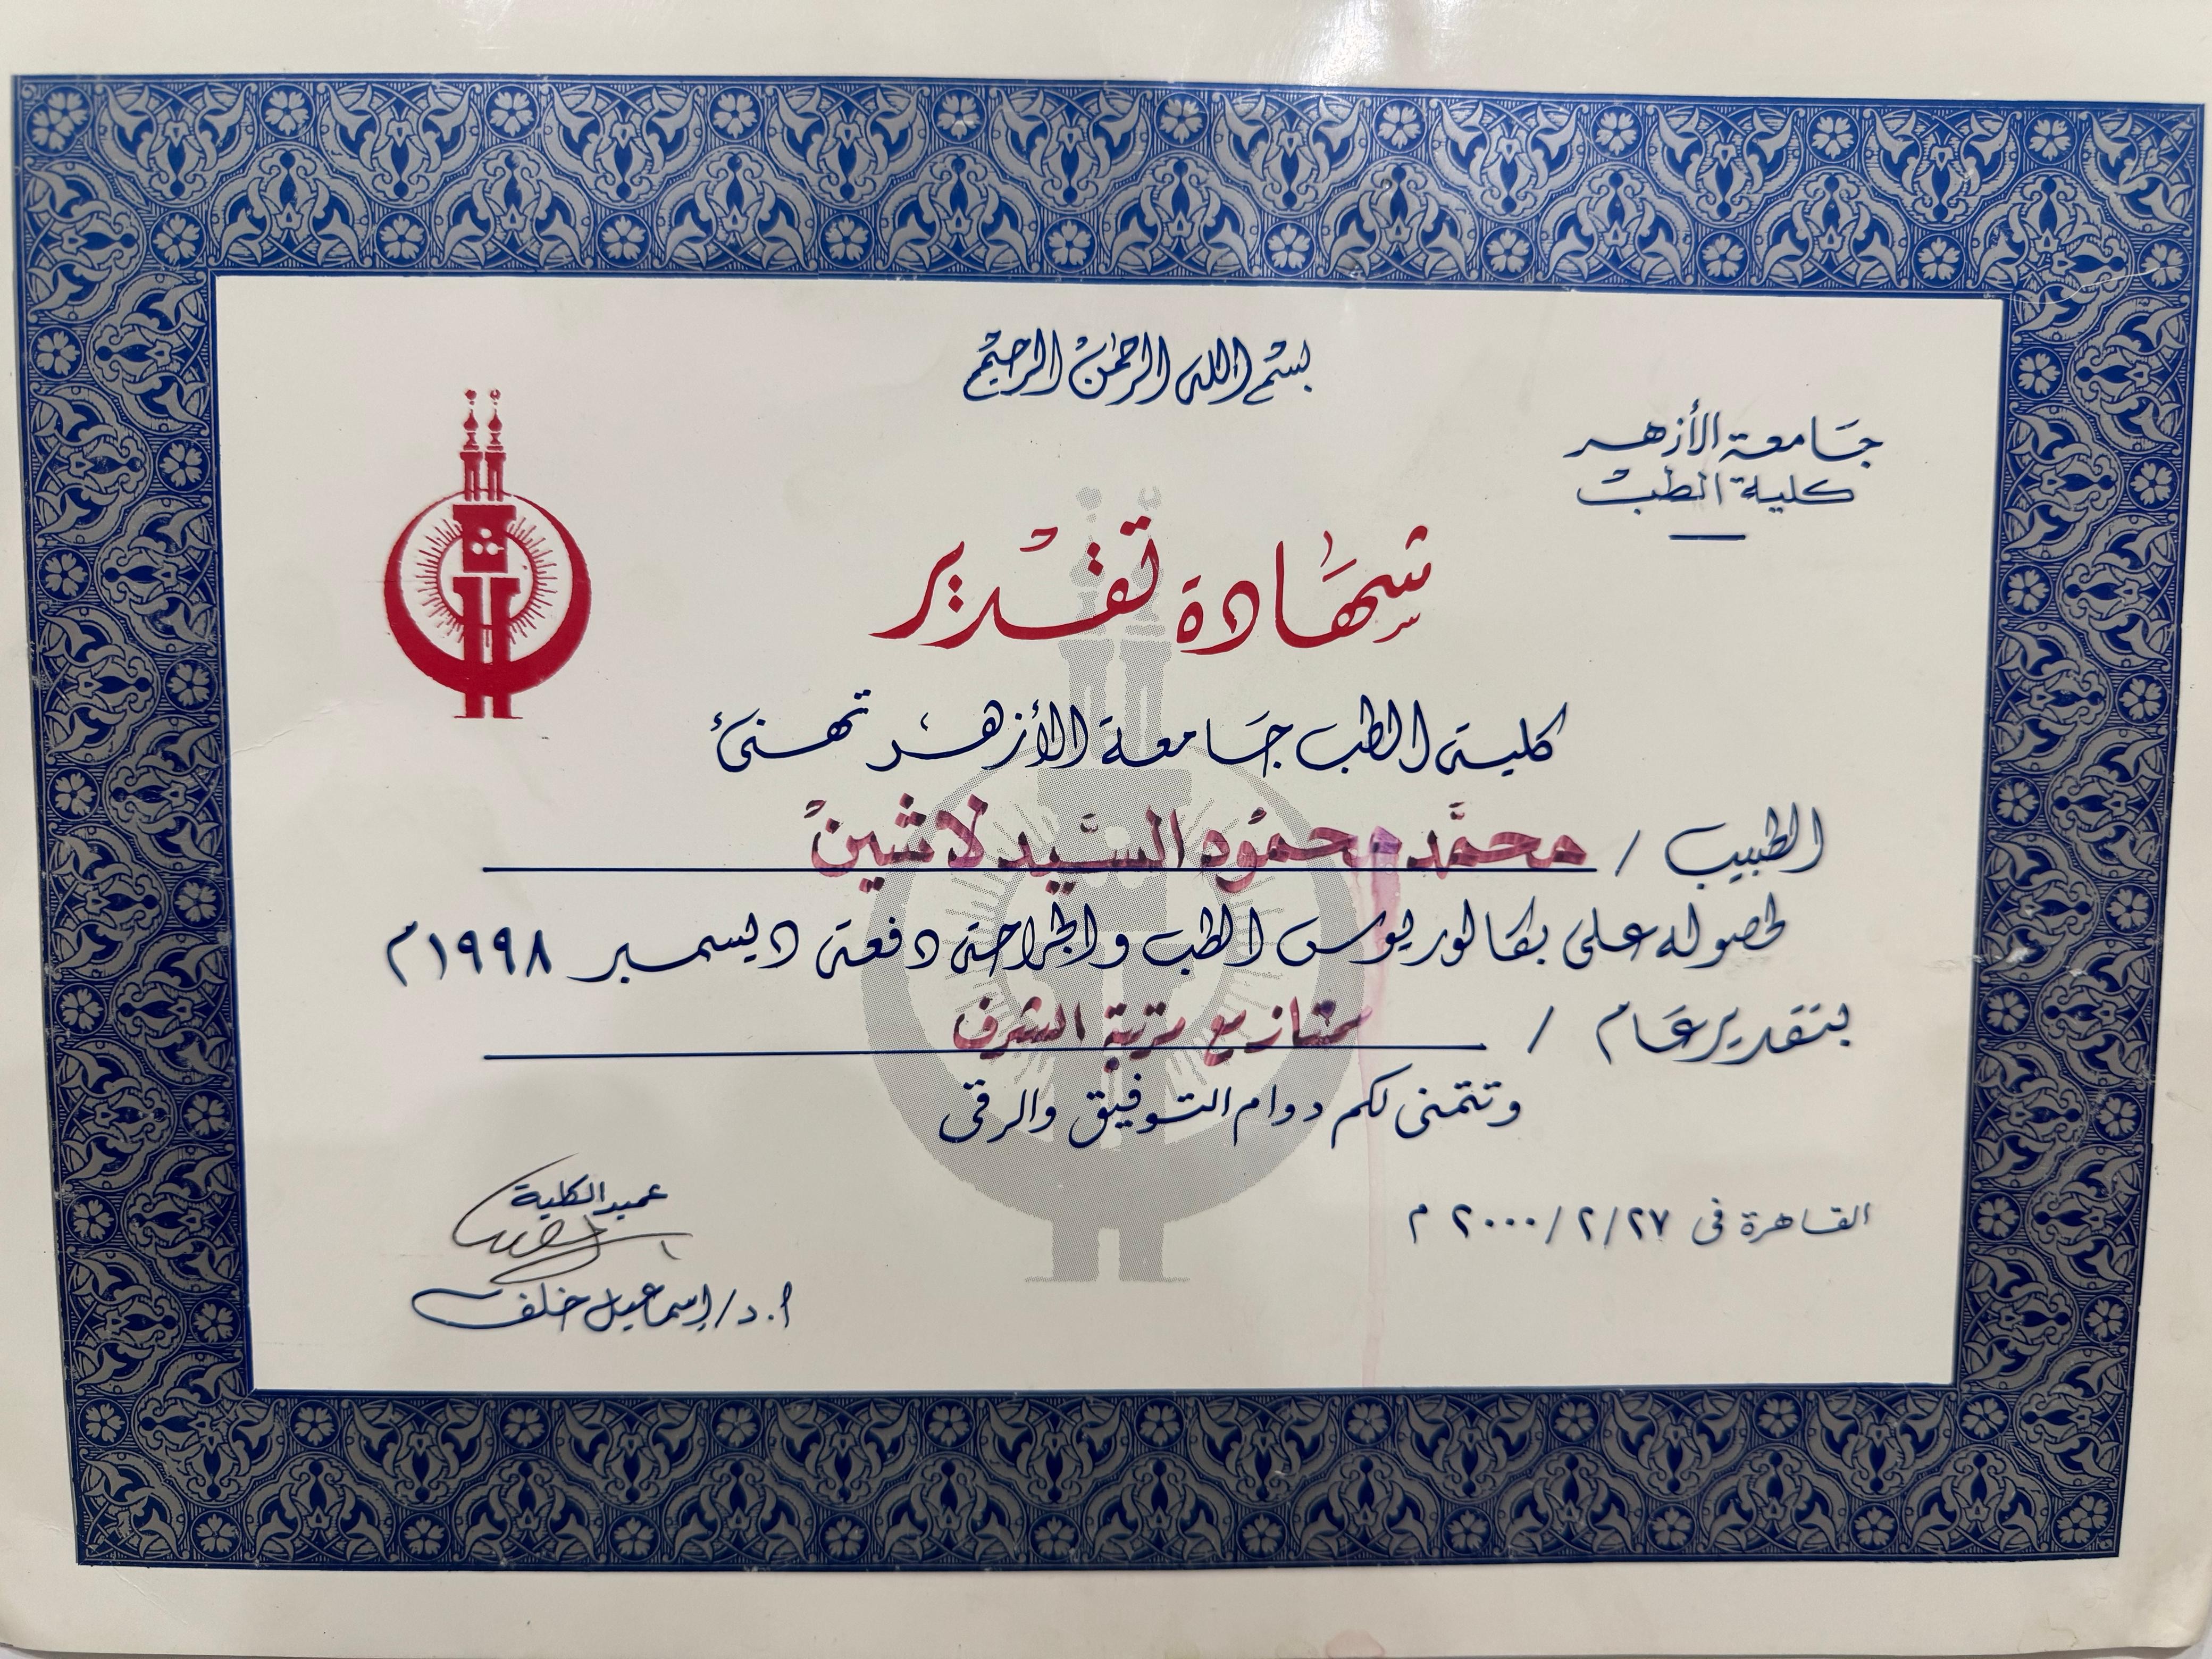 بسم الله الرحمن الرحيم
جامعة الأزهر
كلية الطب
شهادة تقدير
كلية الطب جامعة الأزهر تهنئ
الطبيب / محمد محمود السيد لاشين
لحصوله على بكالوريوس الطب والجراحة دفعة ديسمبر ١٩٩٨م
بتقدير عام / ممتاز مع مرتبة الشرف
وتتمنى لكم دوام التوفيق والرقى
القاهرة فى ٢٧/٢/٢٠٠٠ م
عميد الكلية
أ.د/إسماعيل خلف